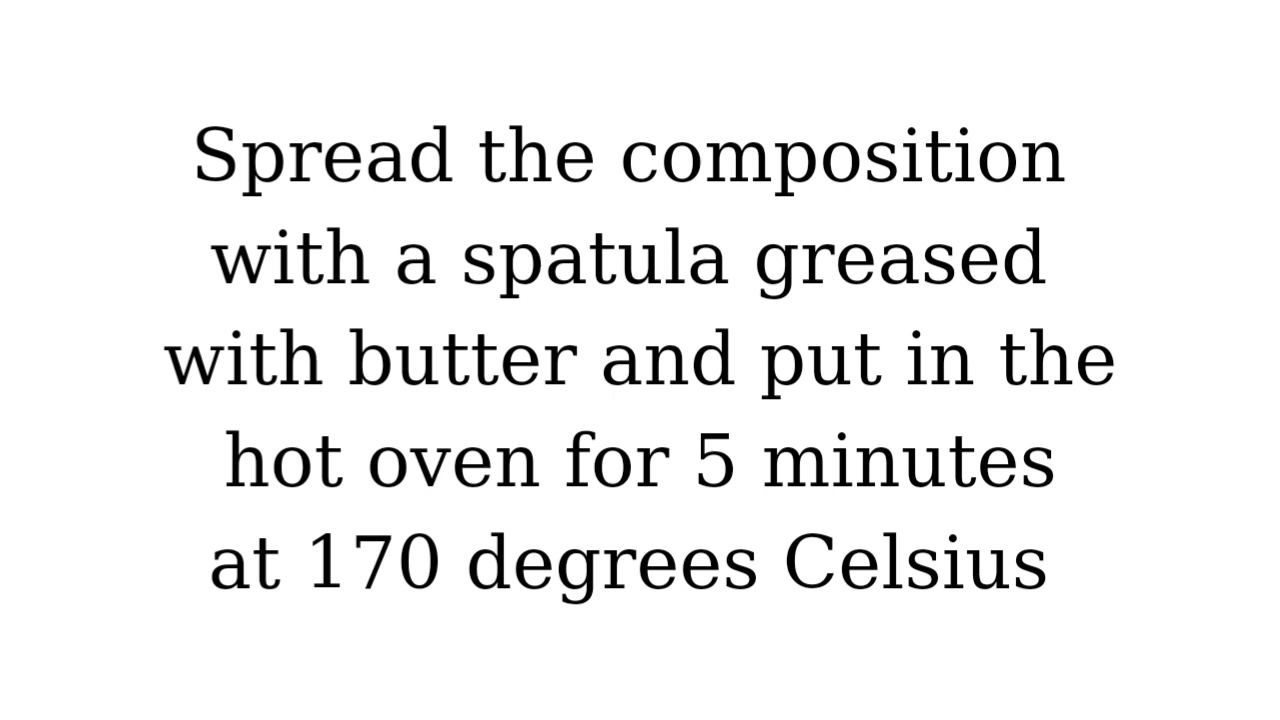 Spread the composition
with a spatula greased
with butter and put in the
hot oven for 5 minutes
at 170 degrees Celsius